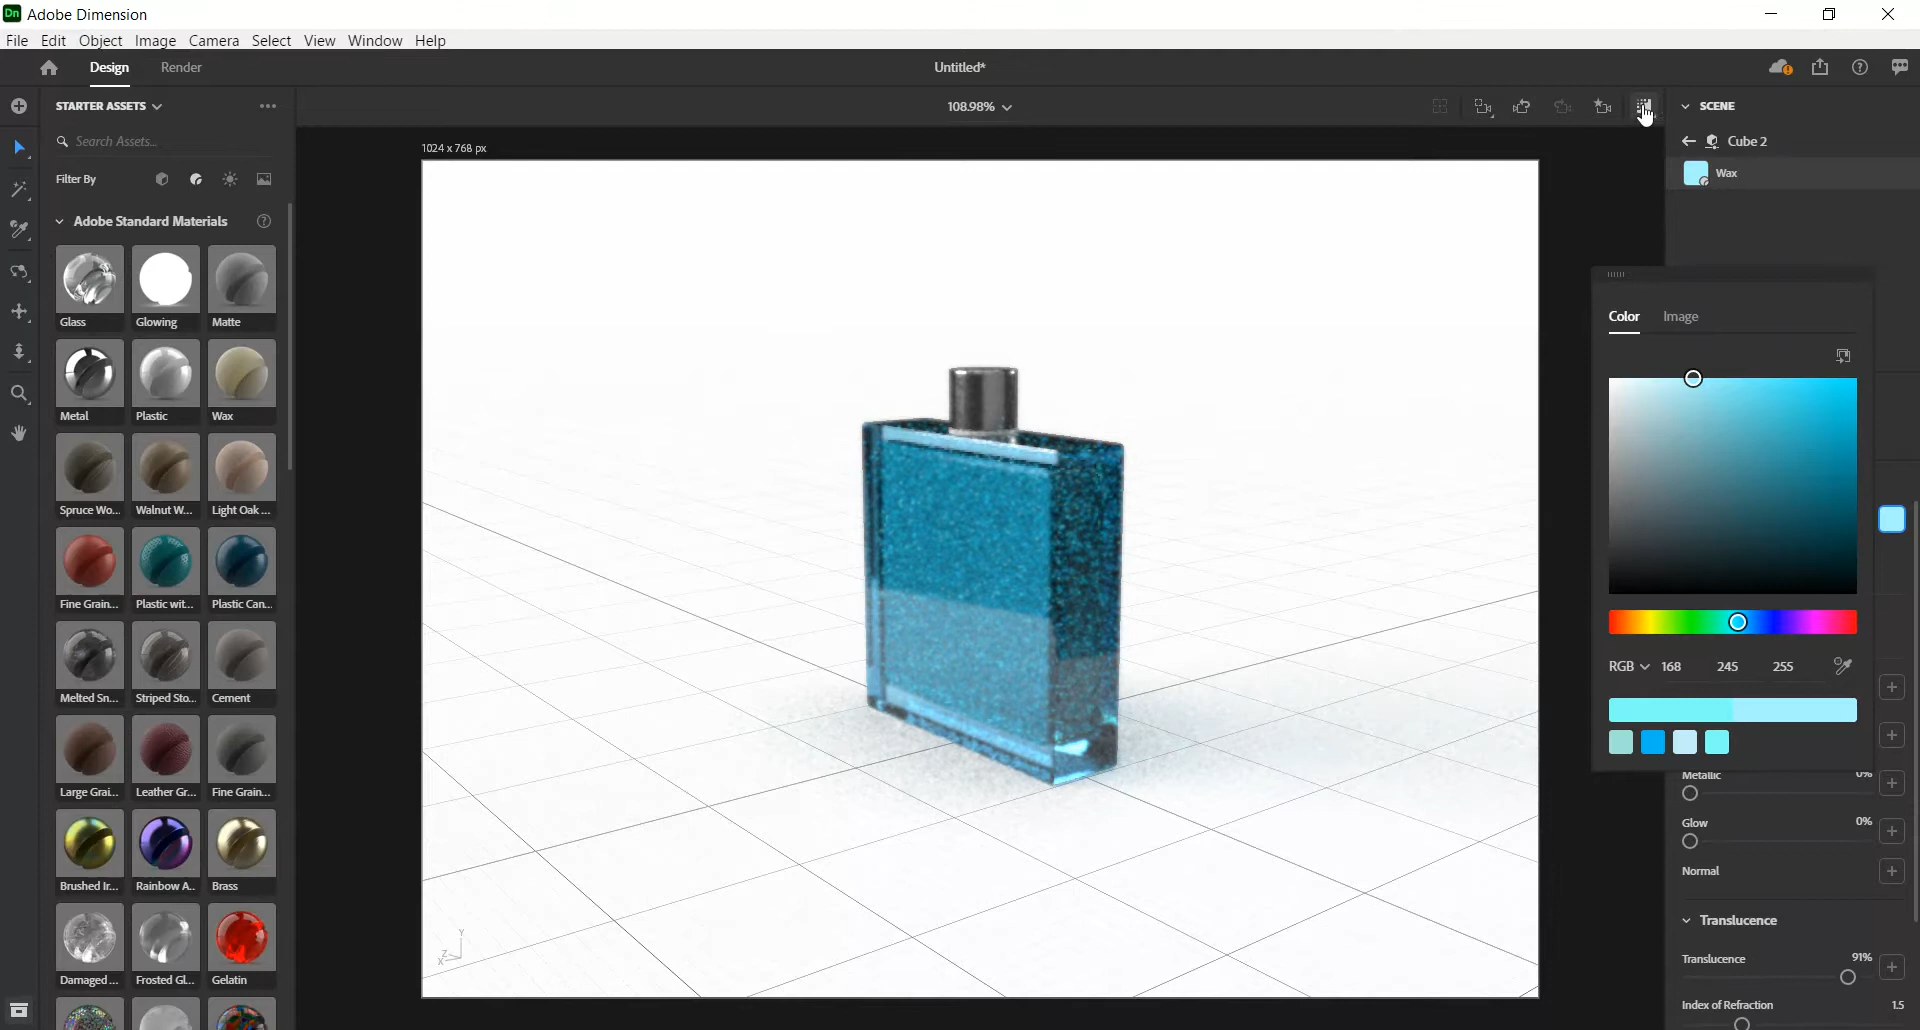 Dn Adobe Dimension
File Edit Object Image Camera Select View Window Help
Design Render Untitled*
STARTER ASSETS
108.98%
SCENE
Search Assets...
1024 x 768 px
Cube 2
Wax
Filter By
Adobe Standard Materials
Glass Glowing Matte
Metal Plastic Wax
Spruce Wo... Walnut W... Light Oak ...
Fine Grain... Plastic wit... Plastic Can...
Melted Sn... Striped Sto... Cement
Large Grai... Leather Gr... Fine Grain...
Brushed Ir... Rainbow A.. Brass
Damaged ... Frosted Gl... Gelatin
Y
Z
X
Color Image
RGB 168 245 255
Metallic 0%
Glow 0%
Normal
Translucence
Translucence 91%
Index of Refraction 1.5